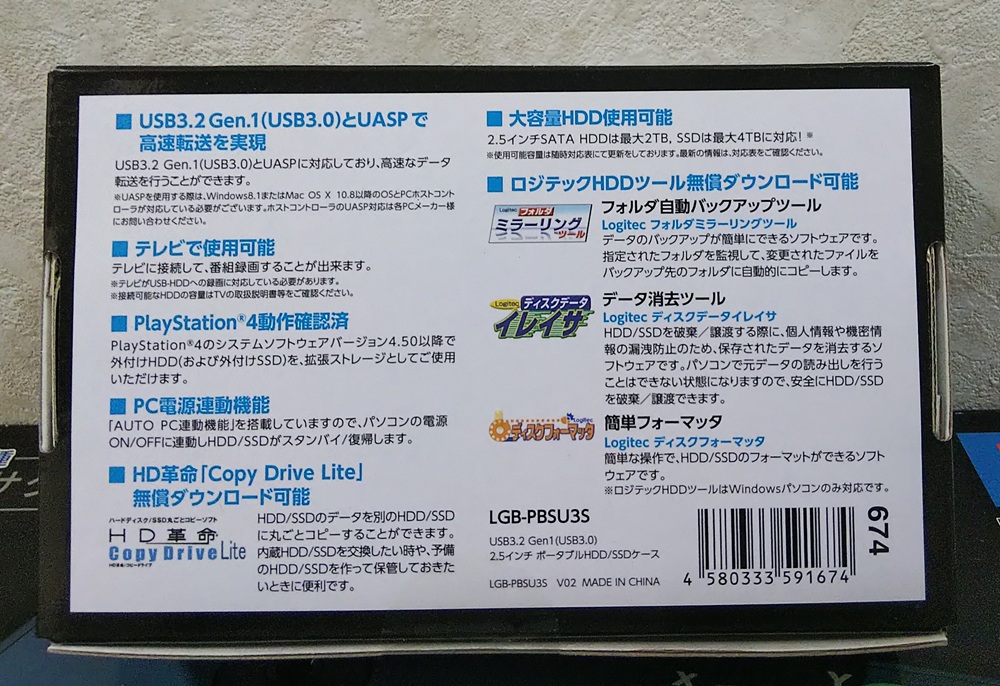 ■ USB3.2 Gen.1(USB3.0)とUASPで
高速転送を実現
USB3.2 Gen.1(USB3.0)とUASPに対応しており、高速なデータ
転送を行うことができます。
※UASPを使用する際は、Windows8.1またはMac OS X 10.8以降のOSとPCホストコント
ローラが対応している必要がございます。ホストコントローラのUASP対応は各PCメーカー様
にお問い合わせください。
■ テレビで使用可能
テレビに接続して、番組録画することが出来ます。
※テレビがUSB-HDDへの録画に対応している必要があります。
※接続可能なHDDの容量はTVの取扱説明書等をご確認ください。
■ PlayStation®4動作確認済
PlayStation®4のシステムソフトウェアバージョン4.50以降で
外付けHDD(および外付けSSD)を、拡張ストレージとしてご使用
いただけます。
■ PC電源連動機能
「AUTO PC連動機能」を搭載していますので、パソコンの電源
ON/OFFに連動しHDD/SSDがスタンバイ/復帰します。
■ HD革命「Copy Drive Lite」
無償ダウンロード可能
ハードディスク/SSD丸ごとコピーソフト
HD革命
Copy Drive Lite
HD革命/コピードライブ
HDD/SSDのデータを別のHDD/SSD
に丸ごとコピーすることができます。
内蔵HDD/SSDを交換したい時や、予備
のHDD/SSDを作って保管しておきた
いときに便利です。
■ 大容量HDD使用可能
2.5インチSATA HDDは最大2TB, SSDは最大4TBに対応!※
※使用可能容量は随時対応表にて更新をしております。最新の情報は、対応表をご確認ください。
■ ロジテックHDDツール無償ダウンロード可能
Logitec フォルダ
ミラーリング
ツール
フォルダ自動バックアップツール
Logitec フォルダミラーリングツール
データのバックアップが簡単にできるソフトウェアです。
指定されたフォルダを監視して、変更されたファイルを
バックアップ先のフォルダに自動的にコピーします。
Logitec ディスクデータ
イレイサ
データ消去ツール
Logitec ディスクデータイレイサ
HDD/SSDを破棄／譲渡する際に、個人情報や機密情
報の漏洩防止のため、保存されたデータを消去するソ
フトウェアです。パソコンで元データの読み出しを行う
ことはできない状態になりますので、安全にHDD/SSD
を破棄／譲渡できます。
Logitec
ディスクフォーマッタ
簡単フォーマッタ
Logitec ディスクフォーマッタ
簡単な操作で、HDD/SSDのフォーマットができるソフト
ウェアです。
※ロジテックHDDツールはWindowsパソコンのみ対応です。
LGB-PBSU3S
USB3.2 Gen1(USB3.0)
2.5インチ ポータブルHDD/SSDケース
LGB-PBSU3S V02 MADE IN CHINA
4 580333 591674
674